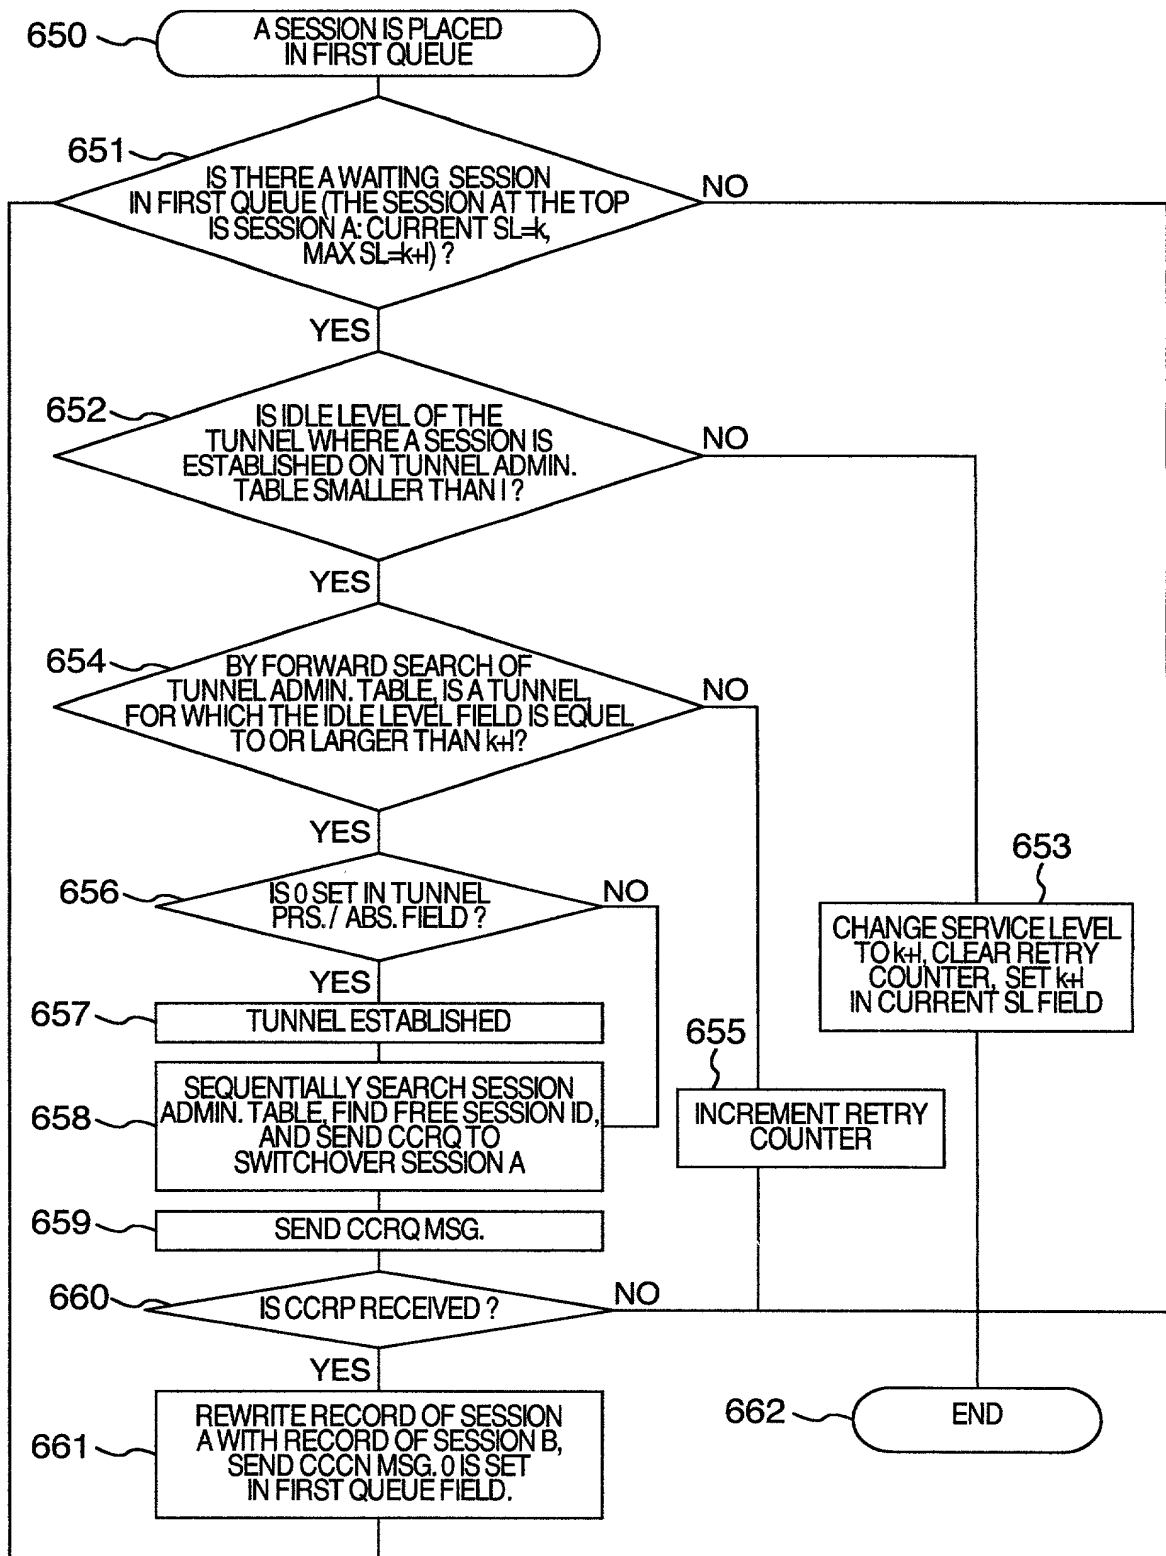 650
A SESSION IS PLACED
IN FIRST QUEUE
651
IS THERE A WAITING SESSION
IN FIRST QUEUE (THE SESSION AT THE TOP
IS SESSION A: CURRENT SL=k,
MAX SL=k+l) ?
NO
YES
652
IS IDLE LEVEL OF THE
TUNNEL WHERE A SESSION IS
ESTABLISHED ON TUNNEL ADMIN.
TABLE SMALLER THAN l ?
NO
YES
654
BY FORWARD SEARCH OF
TUNNEL ADMIN. TABLE, IS A TUNNEL,
FOR WHICH THE IDLE LEVEL FIELD IS EQUEL
TO OR LARGER THAN k+l?
NO
YES
656
IS 0 SET IN TUNNEL
PRS. / ABS. FIELD ?
NO
YES
653
CHANGE SERVICE LEVEL
TO k+l, CLEAR RETRY
COUNTER, SET k+l
IN CURRENT SL FIELD
657
TUNNEL ESTABLISHED
655
INCREMENT RETRY
COUNTER
658
SEQUENTIALLY SEARCH SESSION
ADMIN. TABLE, FIND FREE SESSION ID,
AND SEND CCRQ TO
SWITCHOVER SESSION A
659
SEND CCRQ MSG.
660
IS CCRP RECEIVED ?
NO
YES
661
REWRITE RECORD OF SESSION
A WITH RECORD OF SESSION B,
SEND CCCN MSG. 0 IS SET
IN FIRST QUEUE FIELD.
662
END